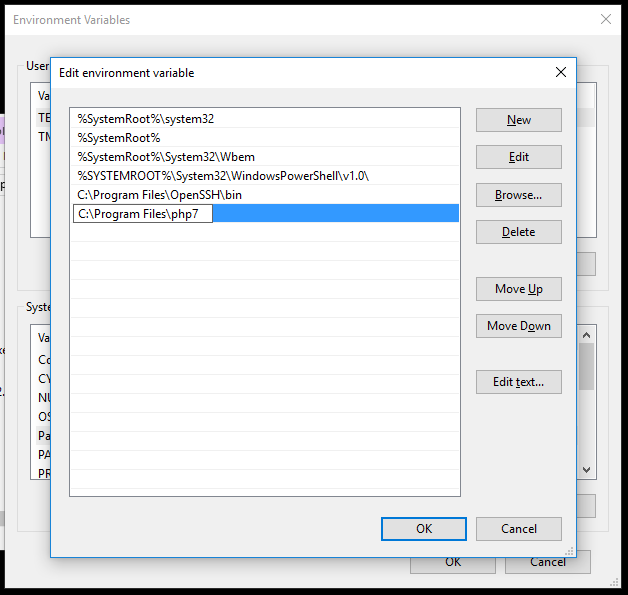 Environment Variables
User
Edit environment variable
Va
TE
TM
%SystemRoot%\system32
%SystemRoot%
%SystemRoot%\System32\Wbem
%SYSTEMROOT%\System32\WindowsPowerShell\v1.0\
C:\Program Files\OpenSSH\bin
C:\Program Files\php7
New
Edit
Browse...
Delete
Move Up
Move Down
Edit text...
Syste
Va
Co
CY
NU
OS
Pa
PA
PR
OK
Cancel
OK
Cancel